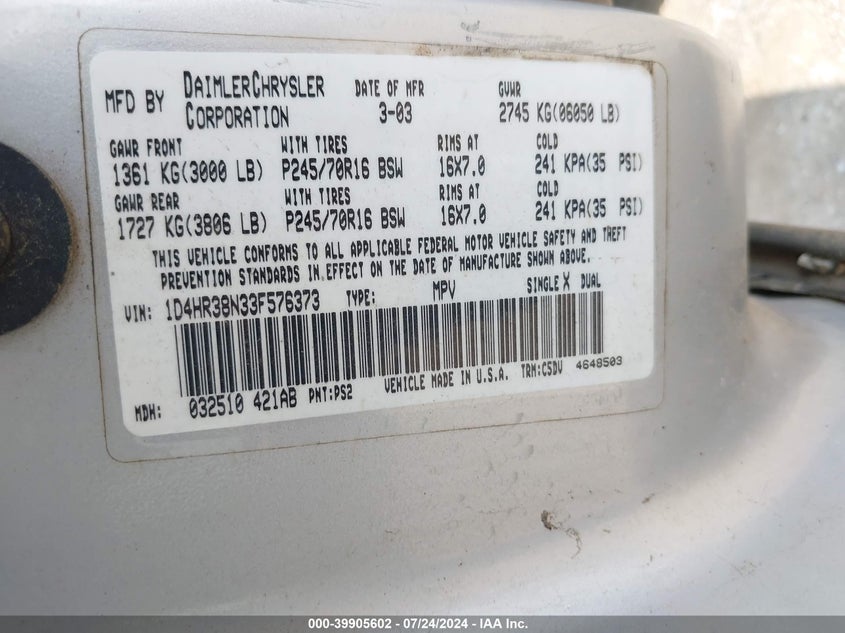 MFD BY DAIMLERCHRYSLER CORPORATION DATE OF MFR 3-03 GVWR 2745 KG(06050 LB)
GAWR FRONT WITH TIRES RIMS AT COLD
1361 KG(3000 LB) P245/70R16 BSW 16X7.0 241 KPA(35 PSI)
GAWR REAR WITH TIRES RIMS AT COLD
1727 KG(3806 LB) P245/70R16 BSW 16X7.0 241 KPA(35 PSI)
THIS VEHICLE CONFORMS TO ALL APPLICABLE FEDERAL MOTOR VEHICLE SAFETY AND THEFT
PREVENTION STANDARDS IN EFFECT ON THE DATE OF MANUFACTURE SHOWN ABOVE.
VIN: 1D4HR38N33F576373 TYPE: MPV SINGLE X DUAL
MDH: 032510 421AB PNT:PS2 VEHICLE MADE IN U.S.A. TRM:C5DV 4648503
000-39905602 - 07/24/2024 - IAA Inc.